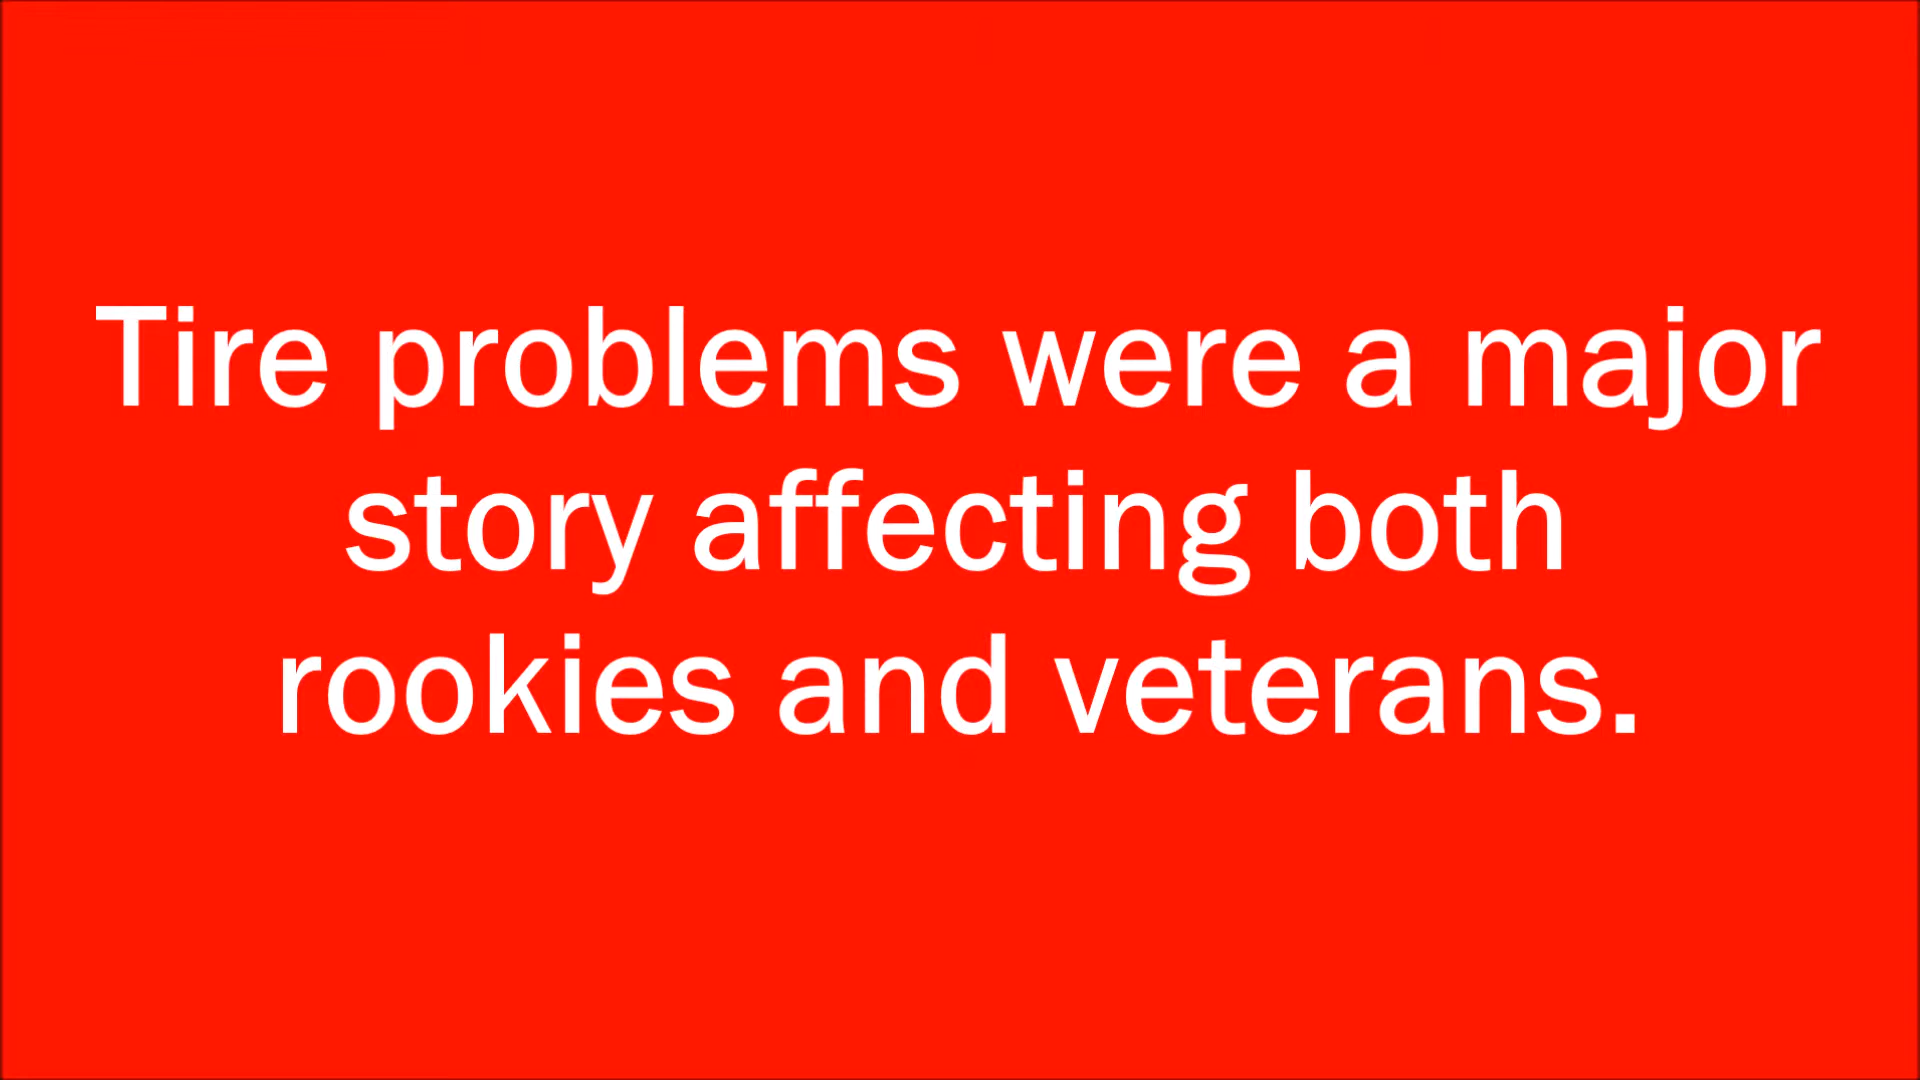 Tire problems were a major
story affecting both
rookies and veterans.